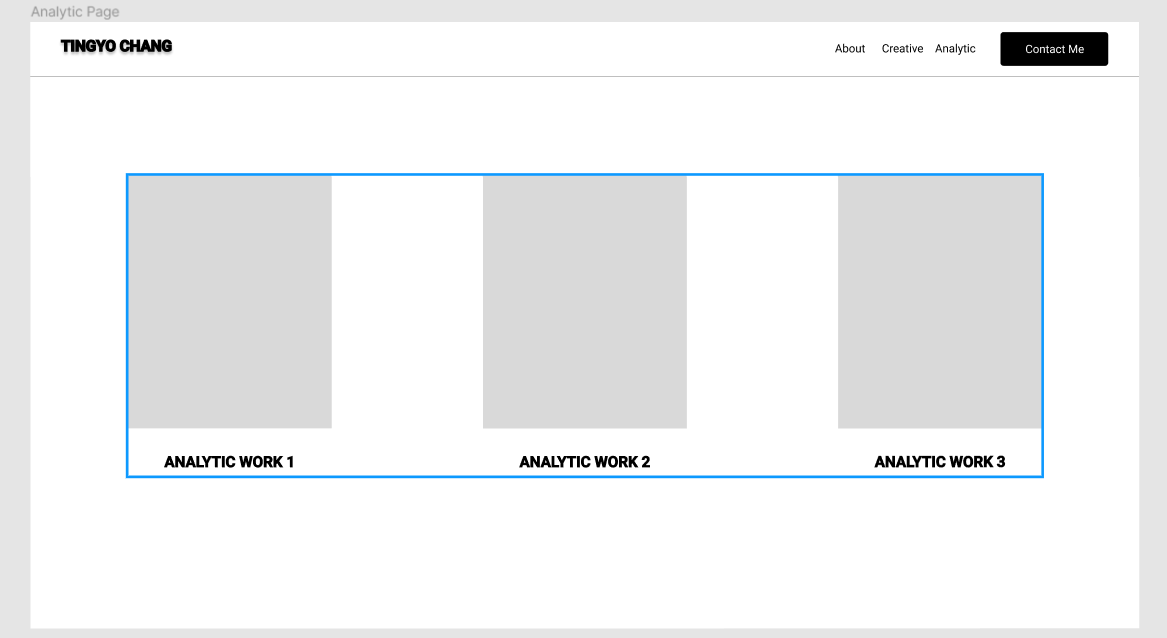 Analytic Page
TINGYO CHANG
About Creative Analytic Contact Me
ANALYTIC WORK 1
ANALYTIC WORK 2
ANALYTIC WORK 3